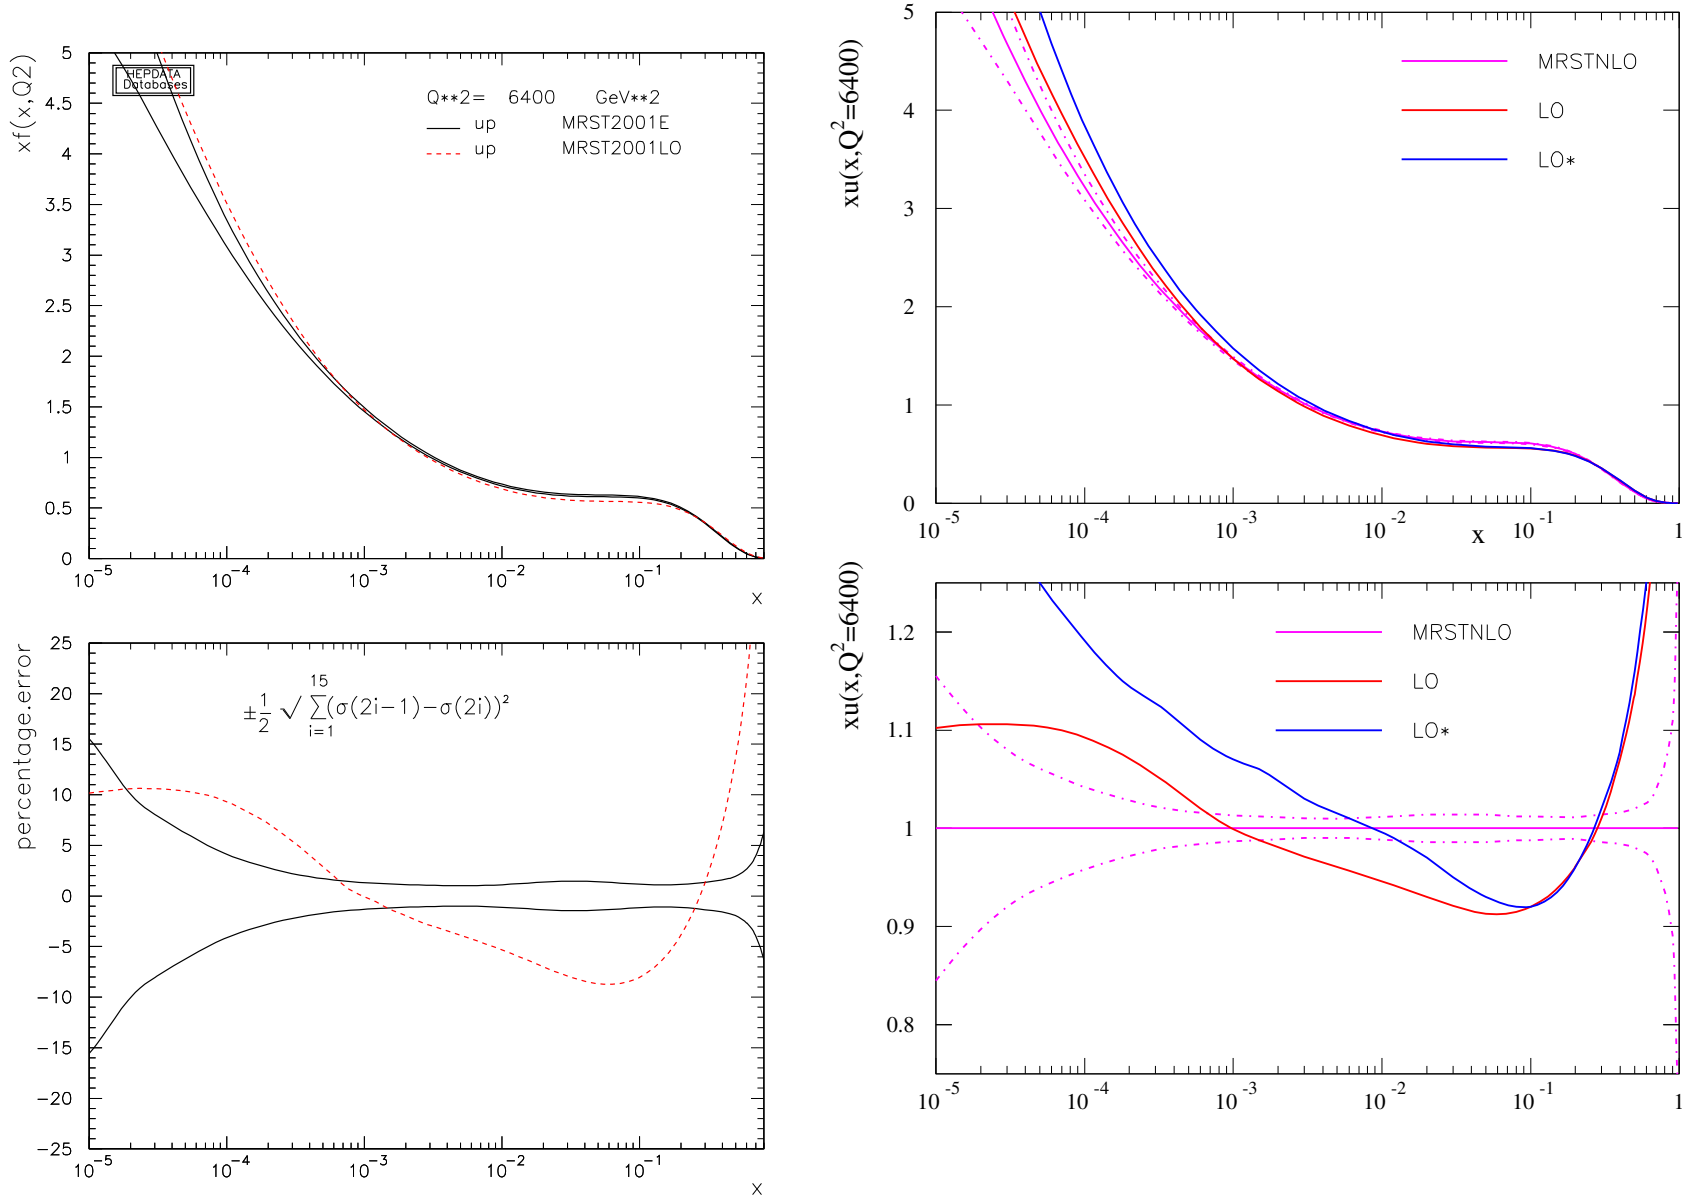 xf(x,Q2)
5
4.5
4
3.5
3
2.5
2
1.5
1
0.5
0
HEPDATA
Databases
Q**2= 6400 GeV**2
up MRST2001E
up MRST2001LO
10^-5 10^-4 10^-3 10^-2 10^-1
x
percentage.error
25
20
15
10
5
0
−5
−10
−15
−20
−25
±1/2 √ 15 ∑ i=1 (σ(2i−1)−σ(2i))²
10^-5 10^-4 10^-3 10^-2 10^-1
x
xu(x,Q²=6400)
5
4
3
2
1
0
MRSTNLO
LO
LO*
10^-5 10^-4 10^-3 10^-2 10^-1 1
x
xu(x,Q²=6400)
1.2
1.1
1
0.9
0.8
MRSTNLO
LO
LO*
10^-5 10^-4 10^-3 10^-2 10^-1 1